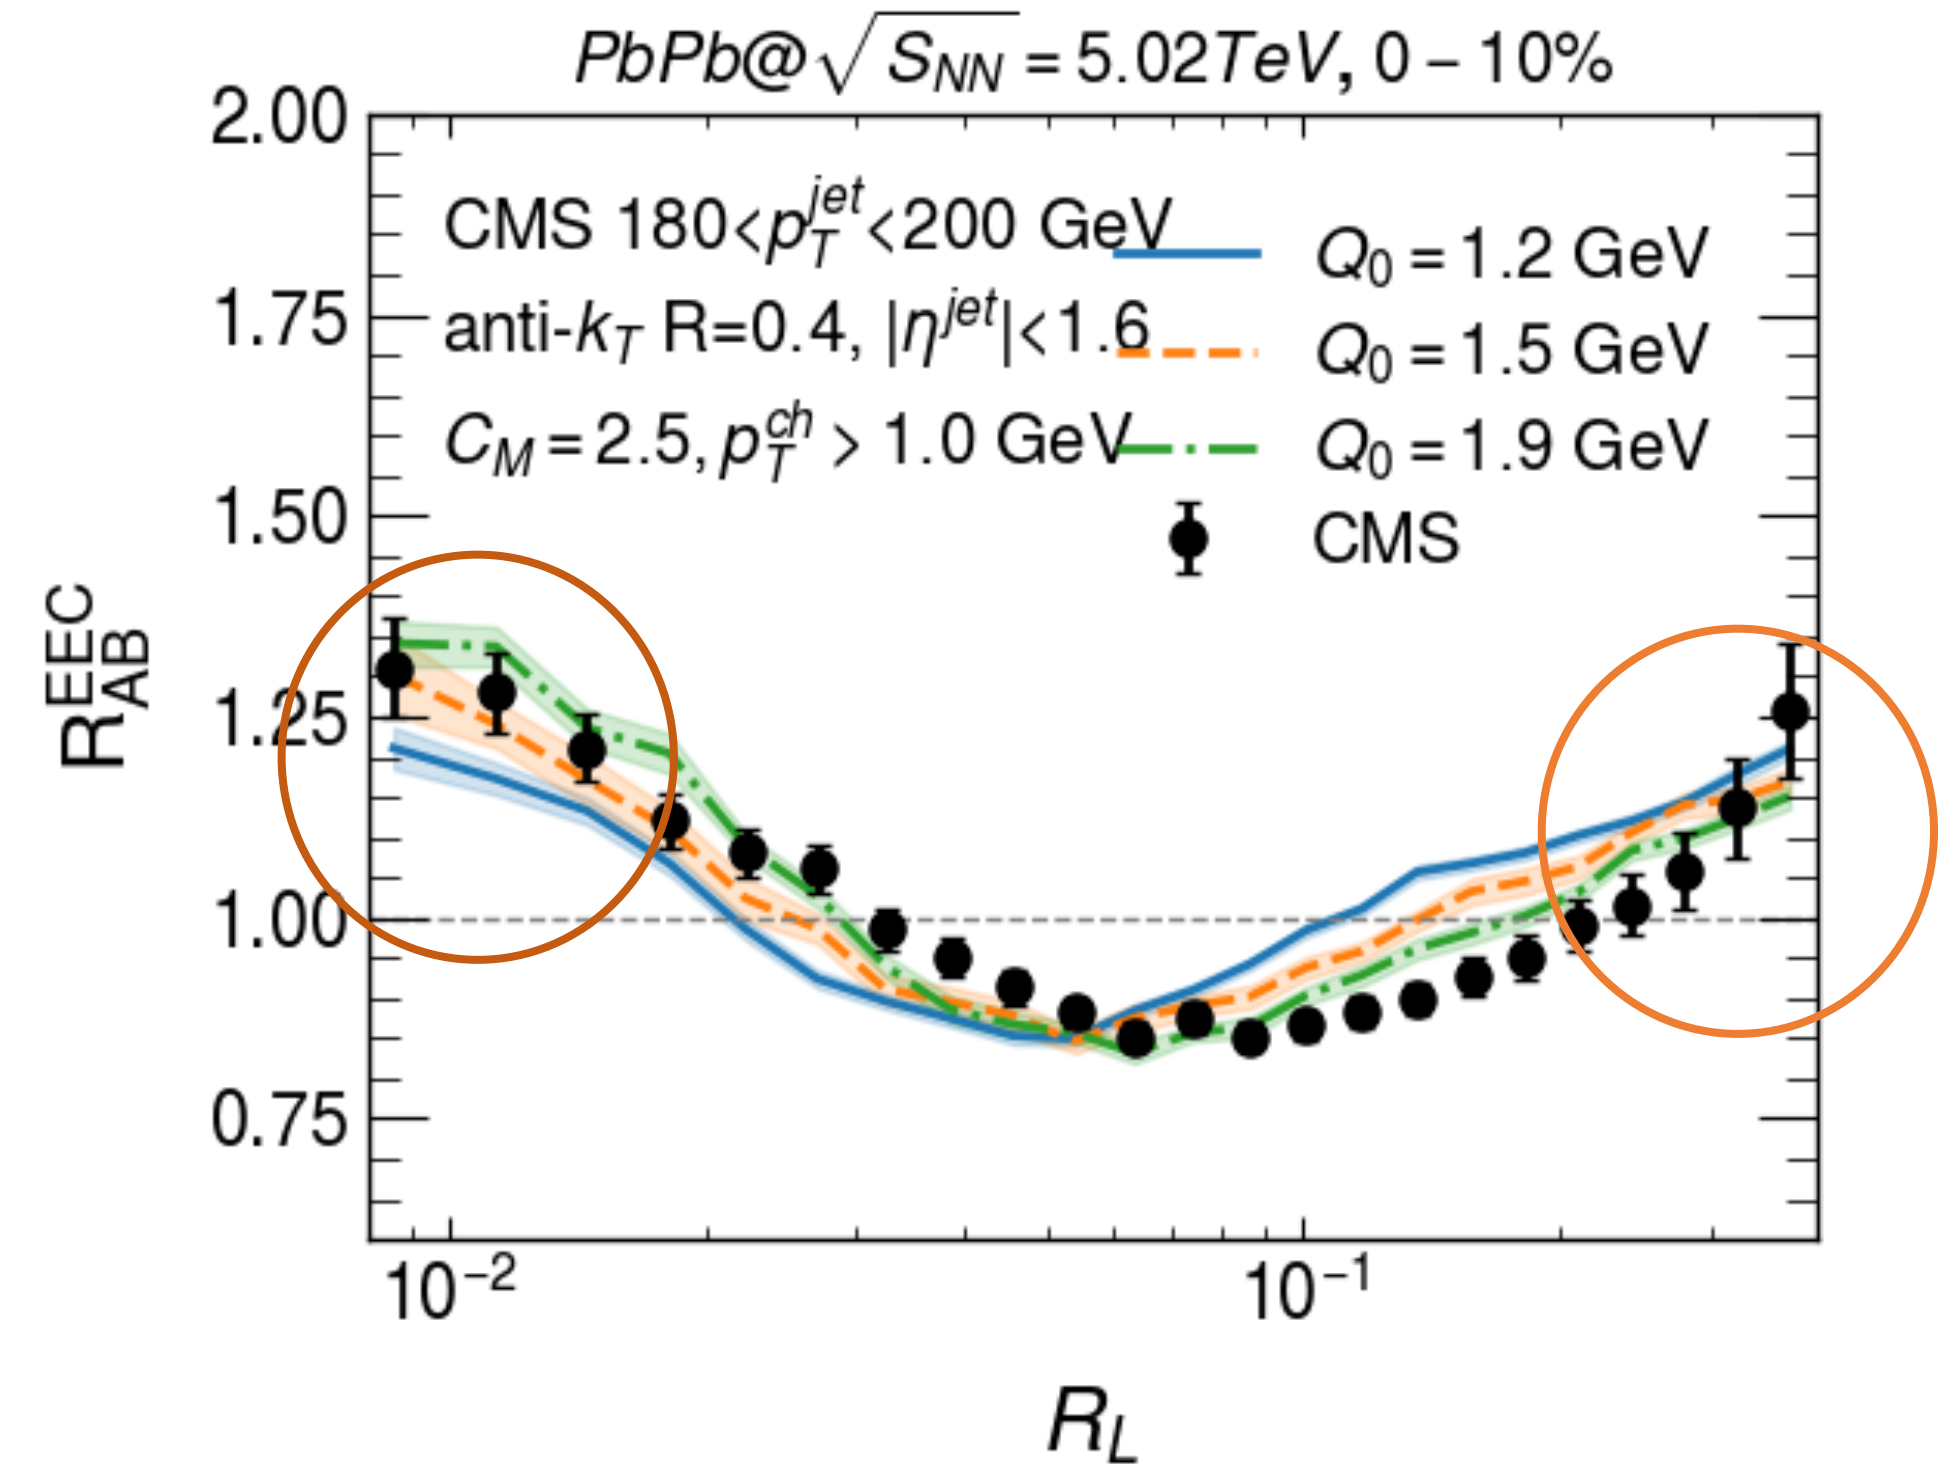 PbPb@√S_NN = 5.02TeV, 0 – 10%
2.00
1.75
1.50
1.25
1.00
0.75
R_AB^EEC
CMS 180<p_T^jet<200 GeV
anti-k_T R=0.4, |η^jet|<1.6
C_M = 2.5, p_T^ch > 1.0 GeV
Q_0 = 1.2 GeV
Q_0 = 1.5 GeV
Q_0 = 1.9 GeV
CMS
10^−2
10^−1
R_L